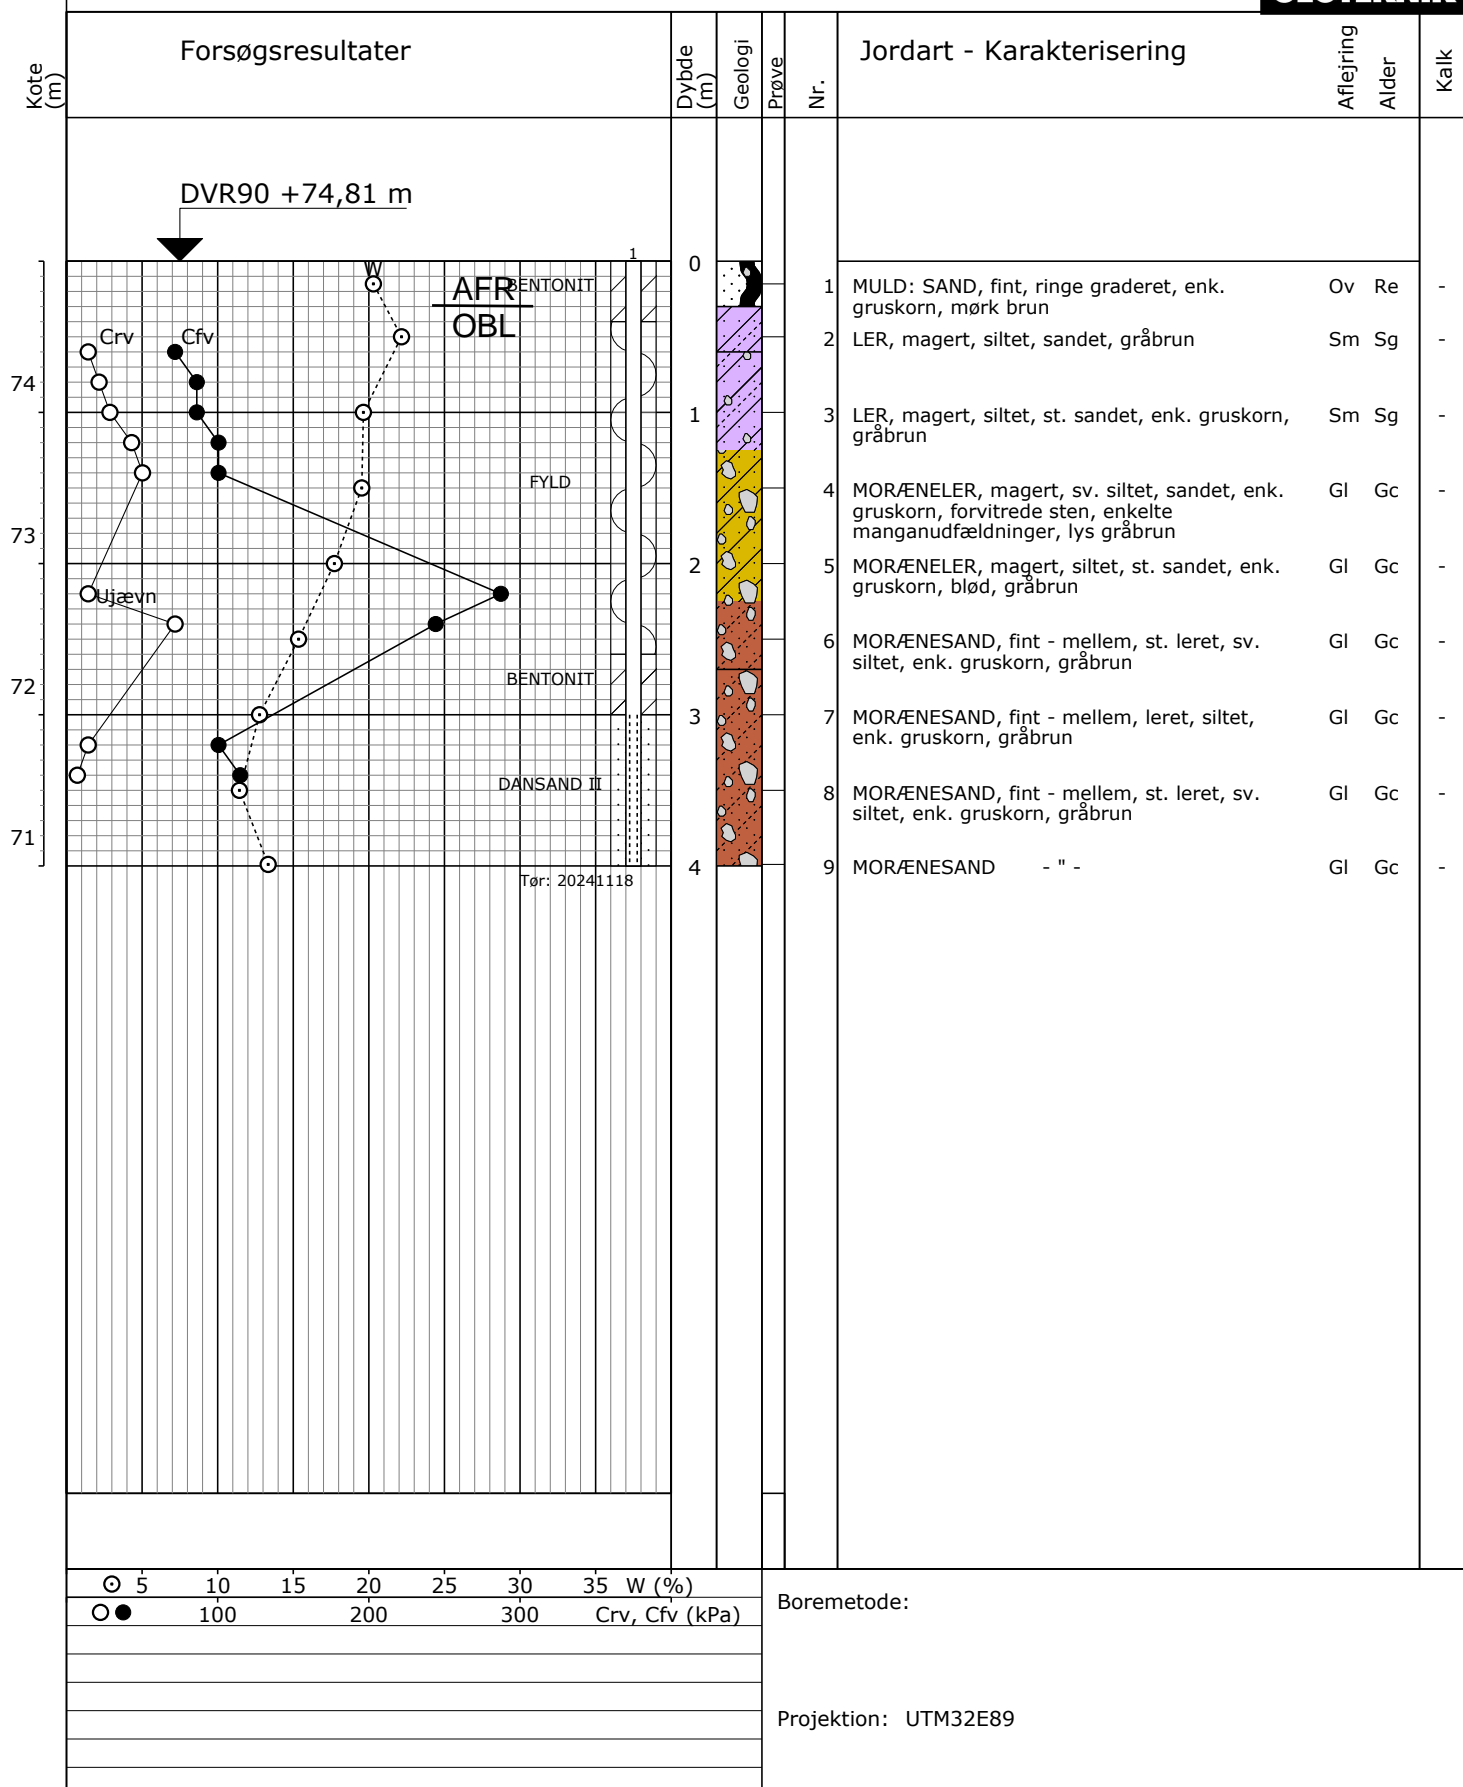 Kote (m)
Forsøgsresultater
Dybde (m)
Geologi
Prøve
Nr.
Jordart - Karakterisering
Aflejring
Alder
Kalk
DVR90 +74,81 m
1
0
W
AFR
BENTONIT
OBL
1 MULD: SAND, fint, ringe graderet, enk. Ov Re -
gruskorn, mørk brun
Crv Cfv
2 LER, magert, siltet, sandet, gråbrun Sm Sg -
74
1
3 LER, magert, siltet, st. sandet, enk. gruskorn, Sm Sg -
gråbrun
FYLD
4 MORÆNELER, magert, sv. siltet, sandet, enk. Gl Gc -
gruskorn, forvitrede sten, enkelte
manganudfældninger, lys gråbrun
73
2
5 MORÆNELER, magert, siltet, st. sandet, enk. Gl Gc -
gruskorn, blød, gråbrun
Ujævn
6 MORÆNESAND, fint - mellem, st. leret, sv. Gl Gc -
siltet, enk. gruskorn, gråbrun
72
BENTONIT
3
7 MORÆNESAND, fint - mellem, leret, siltet, Gl Gc -
enk. gruskorn, gråbrun
DANSAND II
8 MORÆNESAND, fint - mellem, st. leret, sv. Gl Gc -
siltet, enk. gruskorn, gråbrun
71
4
9 MORÆNESAND - " - Gl Gc -
Tør: 20241118
5 10 15 20 25 30 35 W (%)
100 200 300 Crv, Cfv (kPa)
Boremetode:
Projektion: UTM32E89